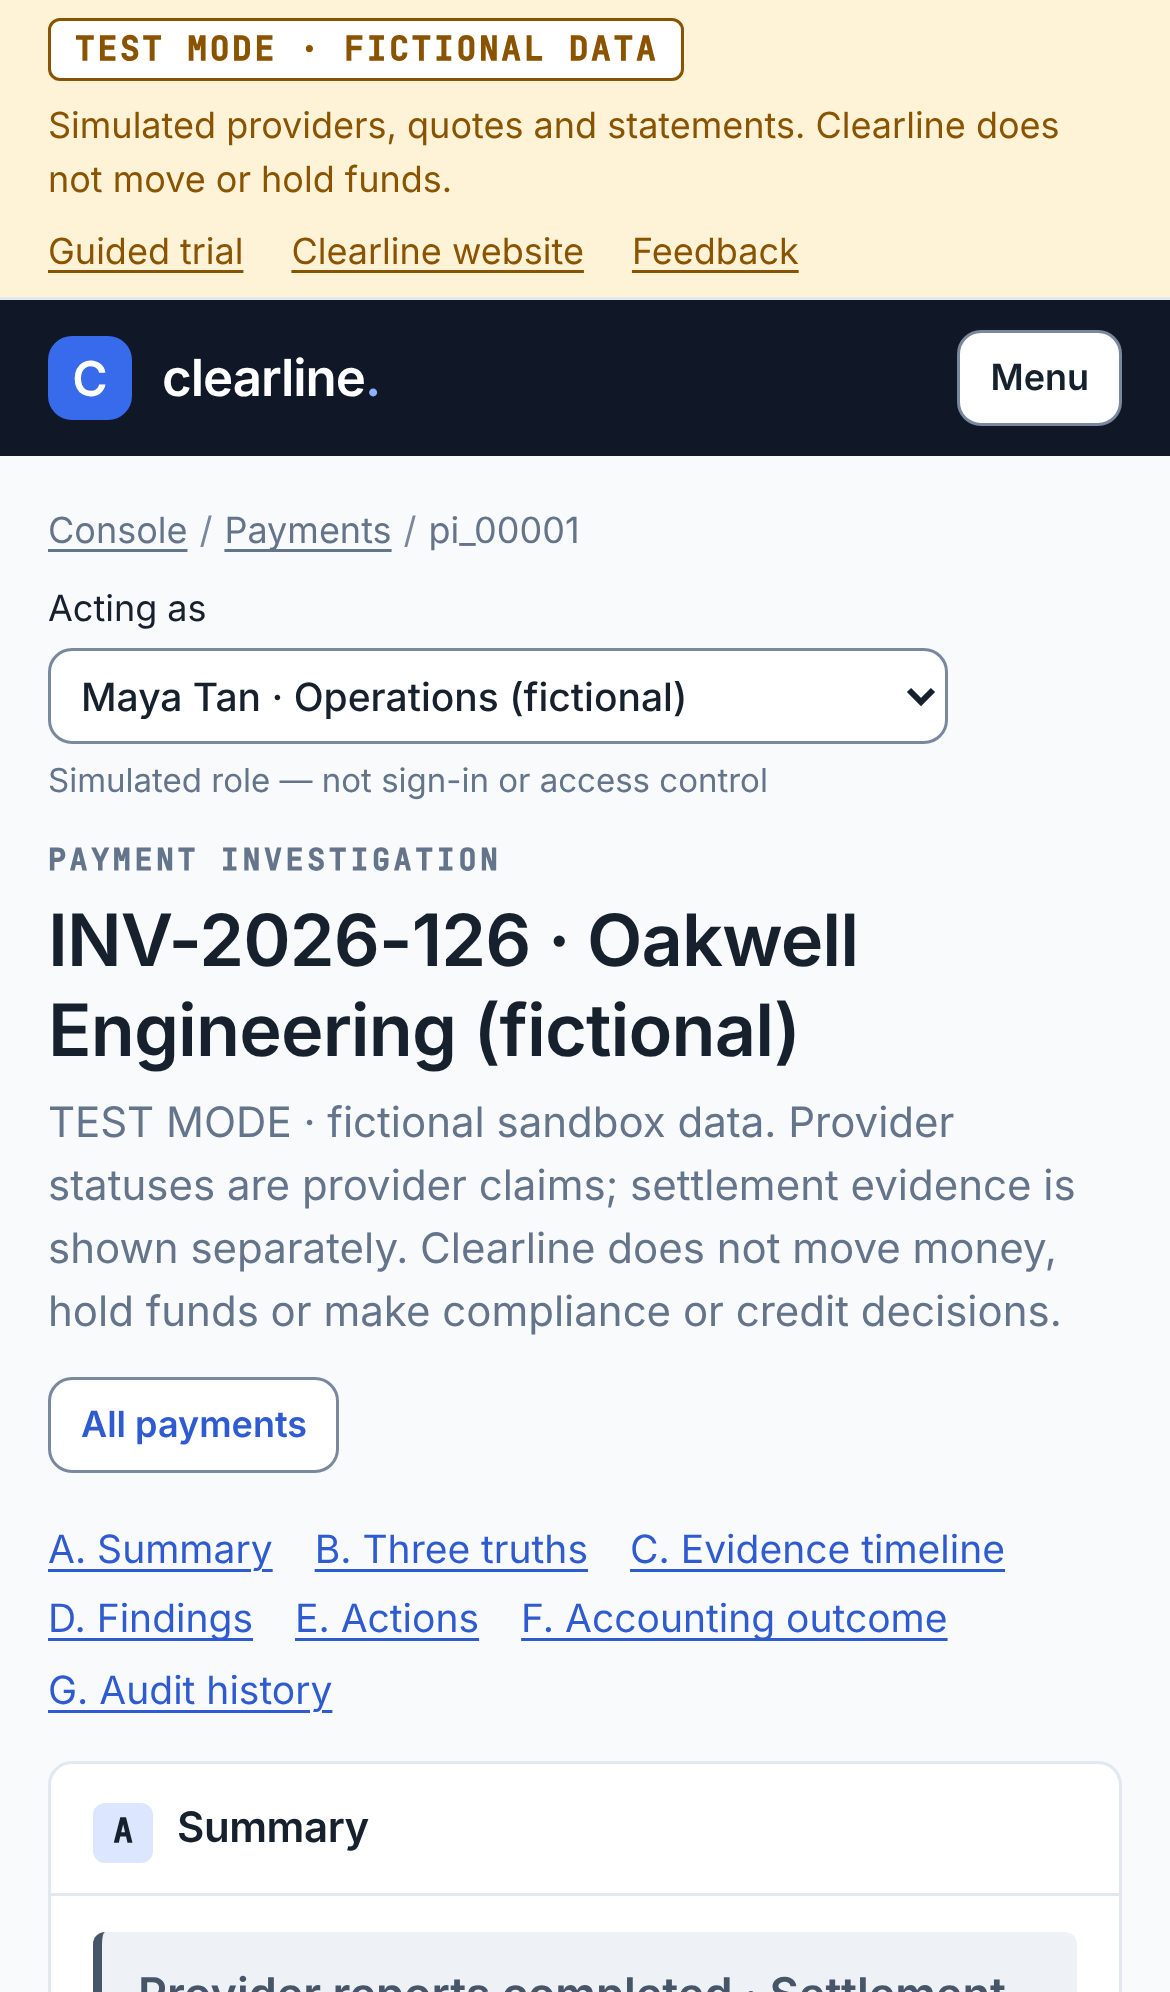 TEST MODE · FICTIONAL DATA
Simulated providers, quotes and statements. Clearline does
not move or hold funds.
Guided trial Clearline website Feedback
C clearline. Menu
Console / Payments / pi_00001
Acting as
Maya Tan · Operations (fictional)
Simulated role — not sign-in or access control
PAYMENT INVESTIGATION
INV-2026-126 · Oakwell
Engineering (fictional)
TEST MODE · fictional sandbox data. Provider
statuses are provider claims; settlement evidence is
shown separately. Clearline does not move money,
hold funds or make compliance or credit decisions.
All payments
A. Summary B. Three truths C. Evidence timeline
D. Findings E. Actions F. Accounting outcome
G. Audit history
A Summary
Provider reports completed · Settlement